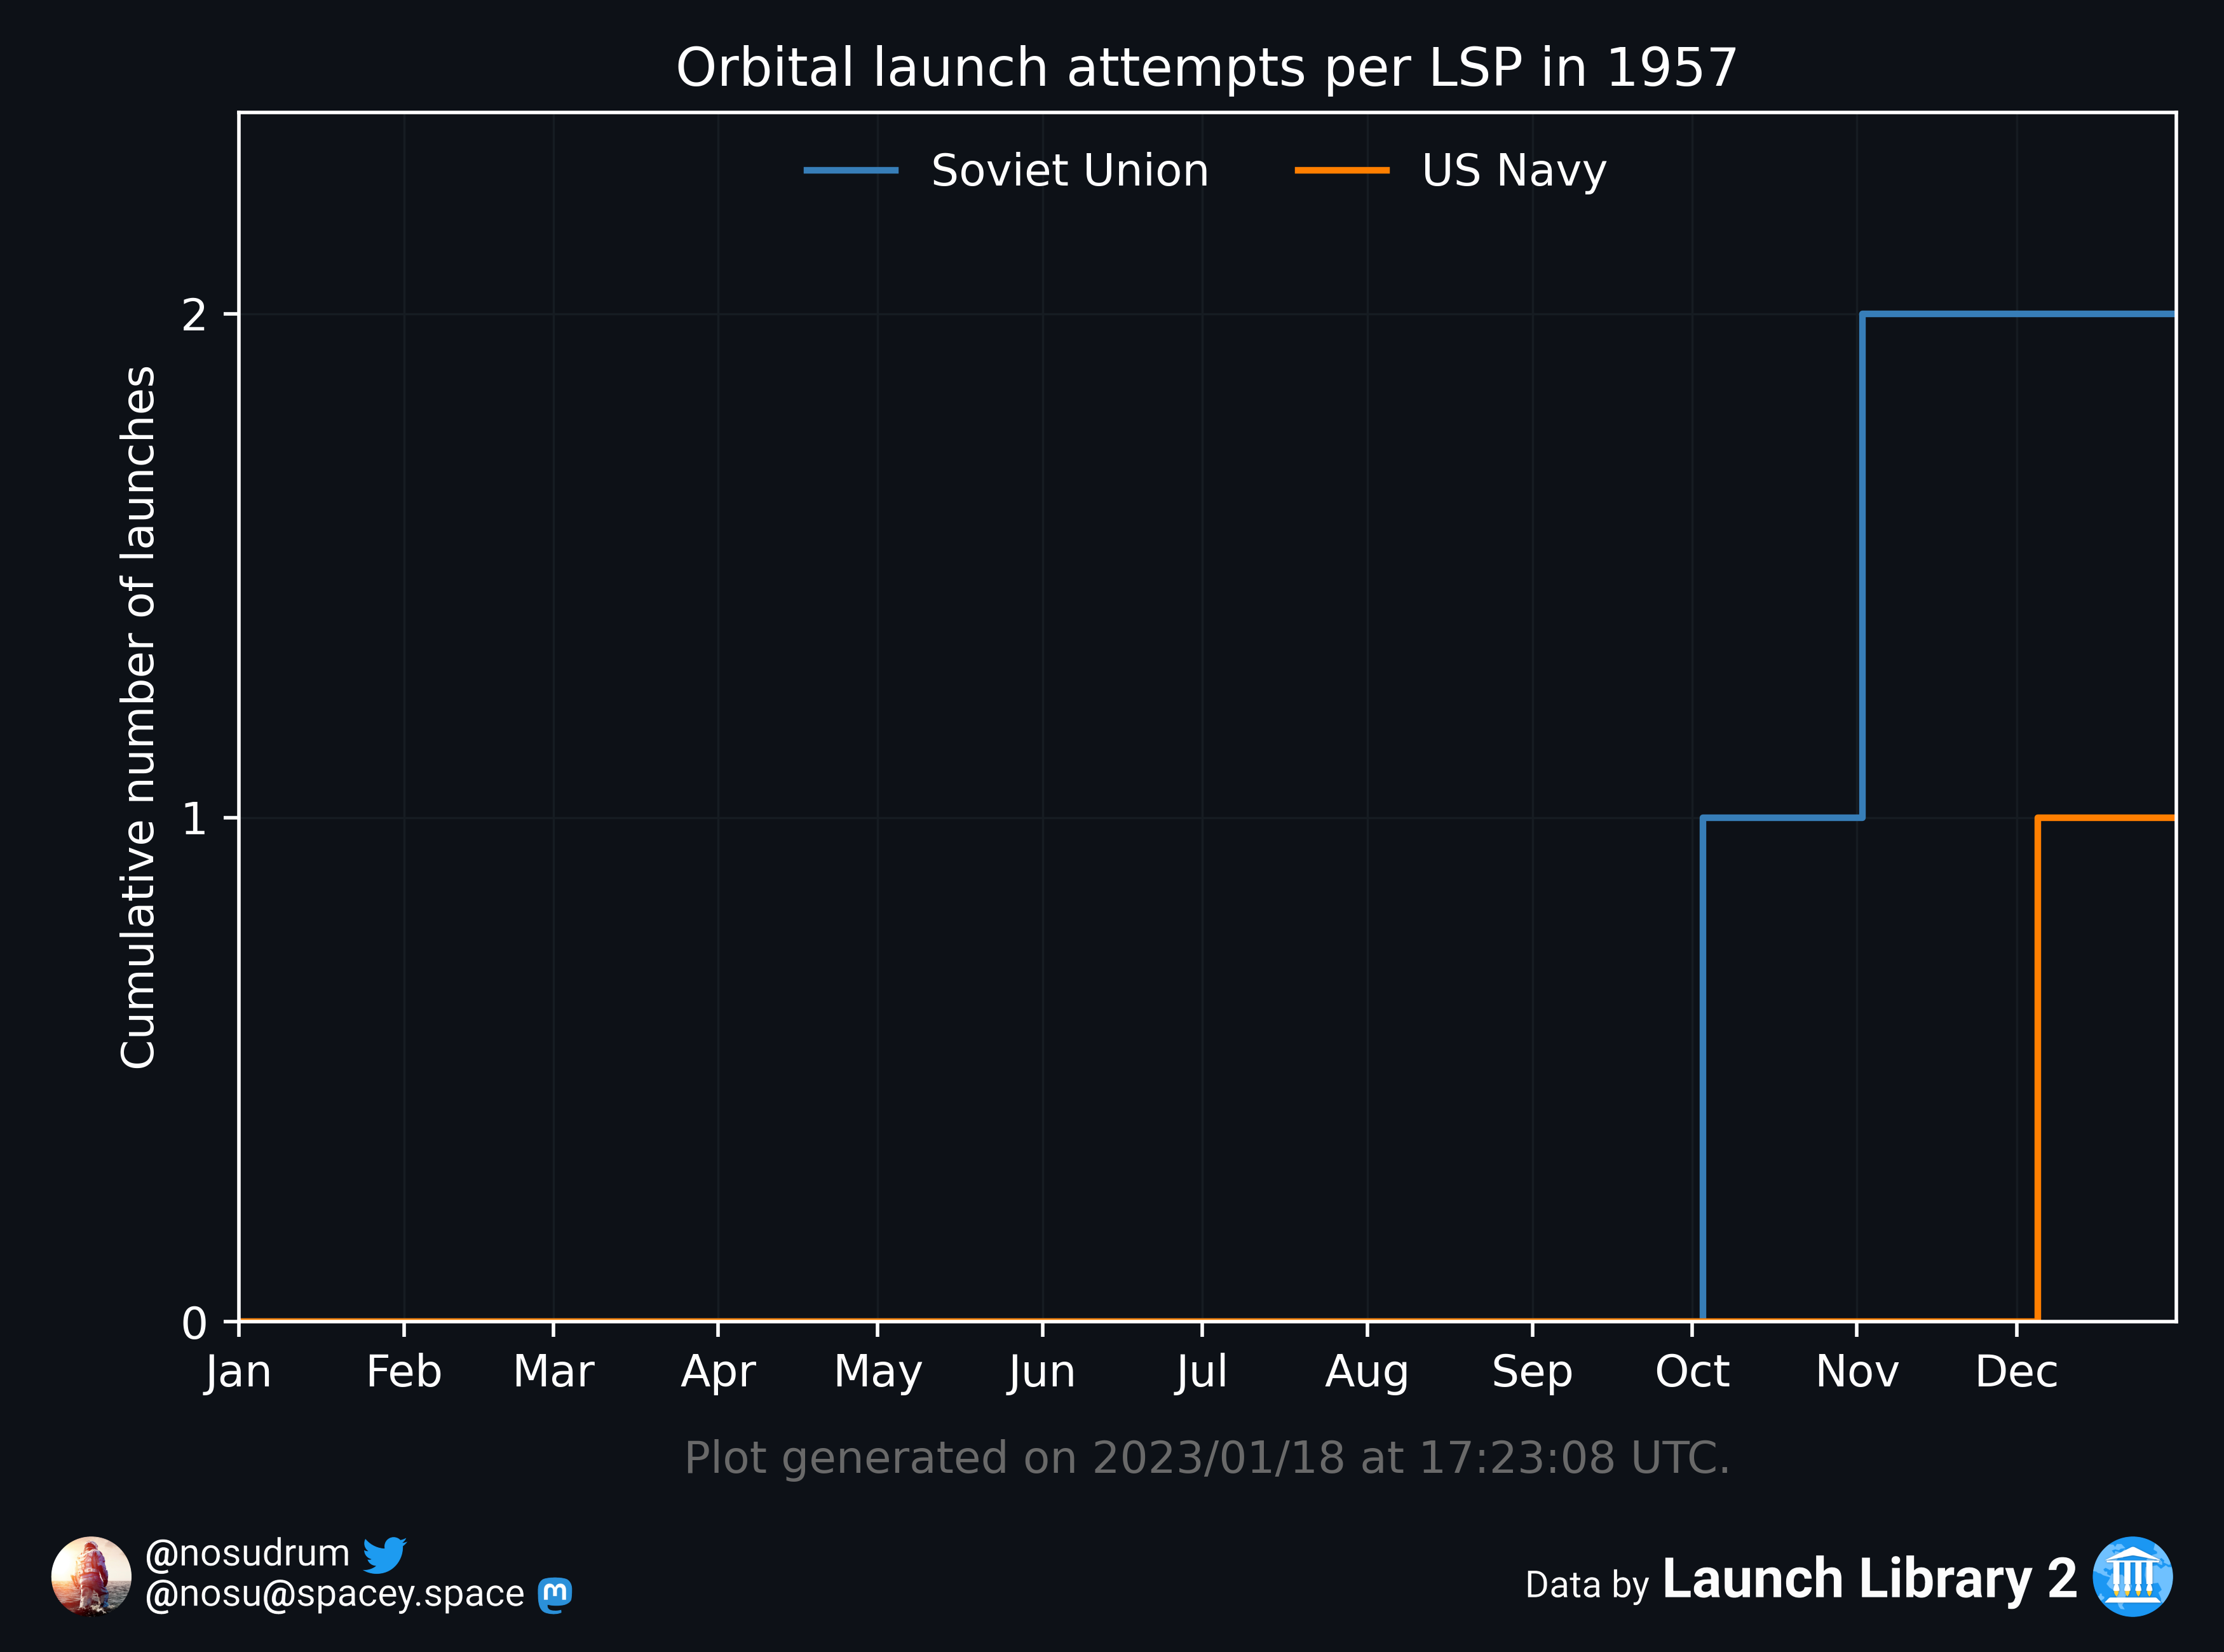 Orbital launch attempts per LSP in 1957
Soviet Union US Navy
Cumulative number of launches
2
1
0
Jan Feb Mar Apr May Jun Jul Aug Sep Oct Nov Dec
Plot generated on 2023/01/18 at 17:23:08 UTC.
@nosudrum
@nosu@spacey.space
Data by Launch Library 2